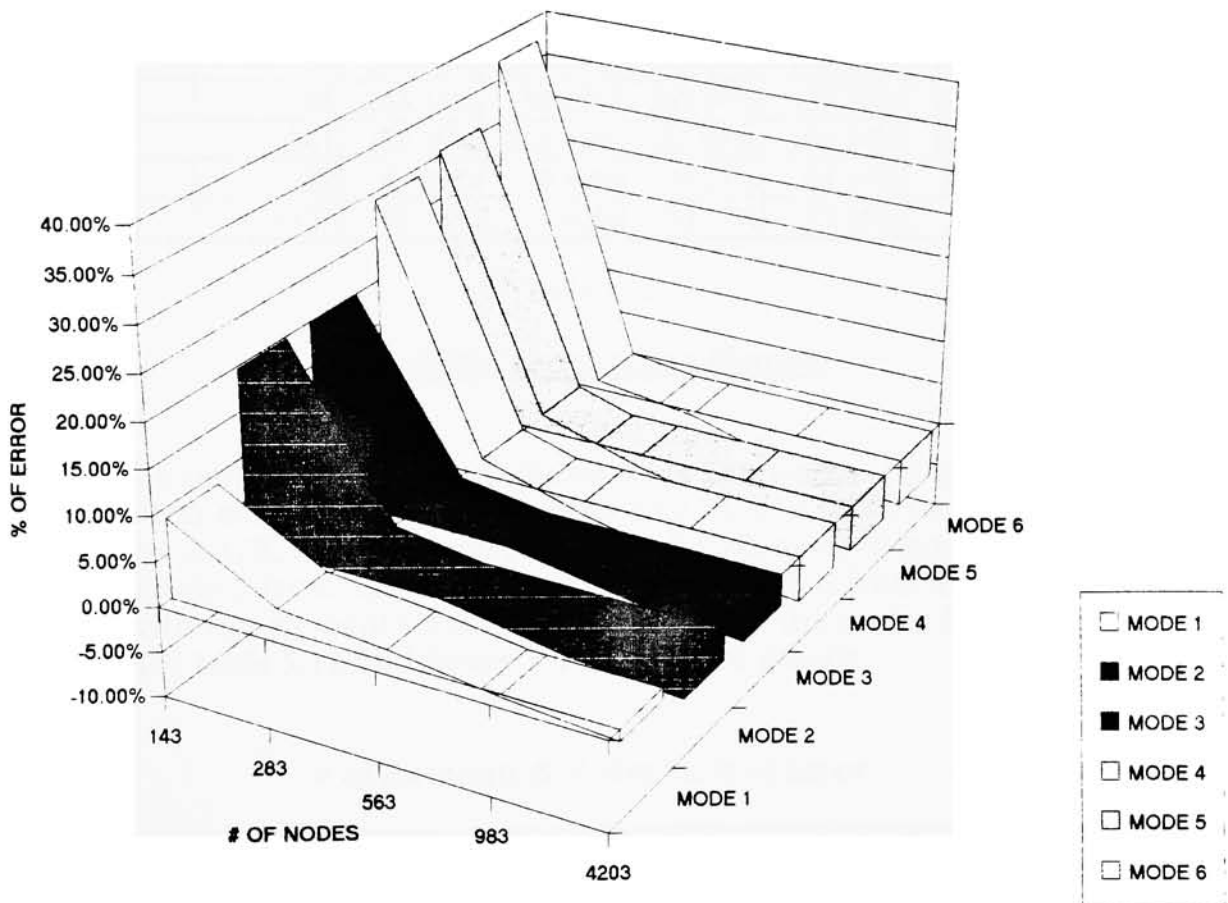 40.00%
35.00%
30.00%
25.00%
20.00%
15.00%
10.00%
5.00%
0.00%
-5.00%
-10.00%
% OF ERROR
143
283
563
983
4203
# OF NODES
MODE 6
MODE 5
MODE 4
MODE 3
MODE 2
MODE 1
MODE 1
MODE 2
MODE 3
MODE 4
MODE 5
MODE 6